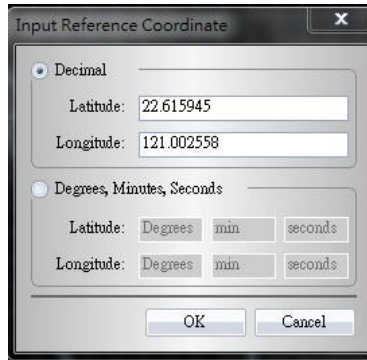 Input Reference Coordinate
x
Decimal
Latitude: 22.615945
Longitude: 121.002558
Degrees, Minutes, Seconds
Latitude: Degrees min seconds
Longitude: Degrees min seconds
OK Cancel